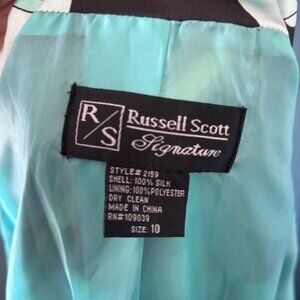 R/S
Russell Scott
Signature
STYLE# 2159
SHELL: 100% SILK
LINING: 100% POLYESTER
DRY CLEAN
MADE IN CHINA
RN# 109039
SIZE: 10